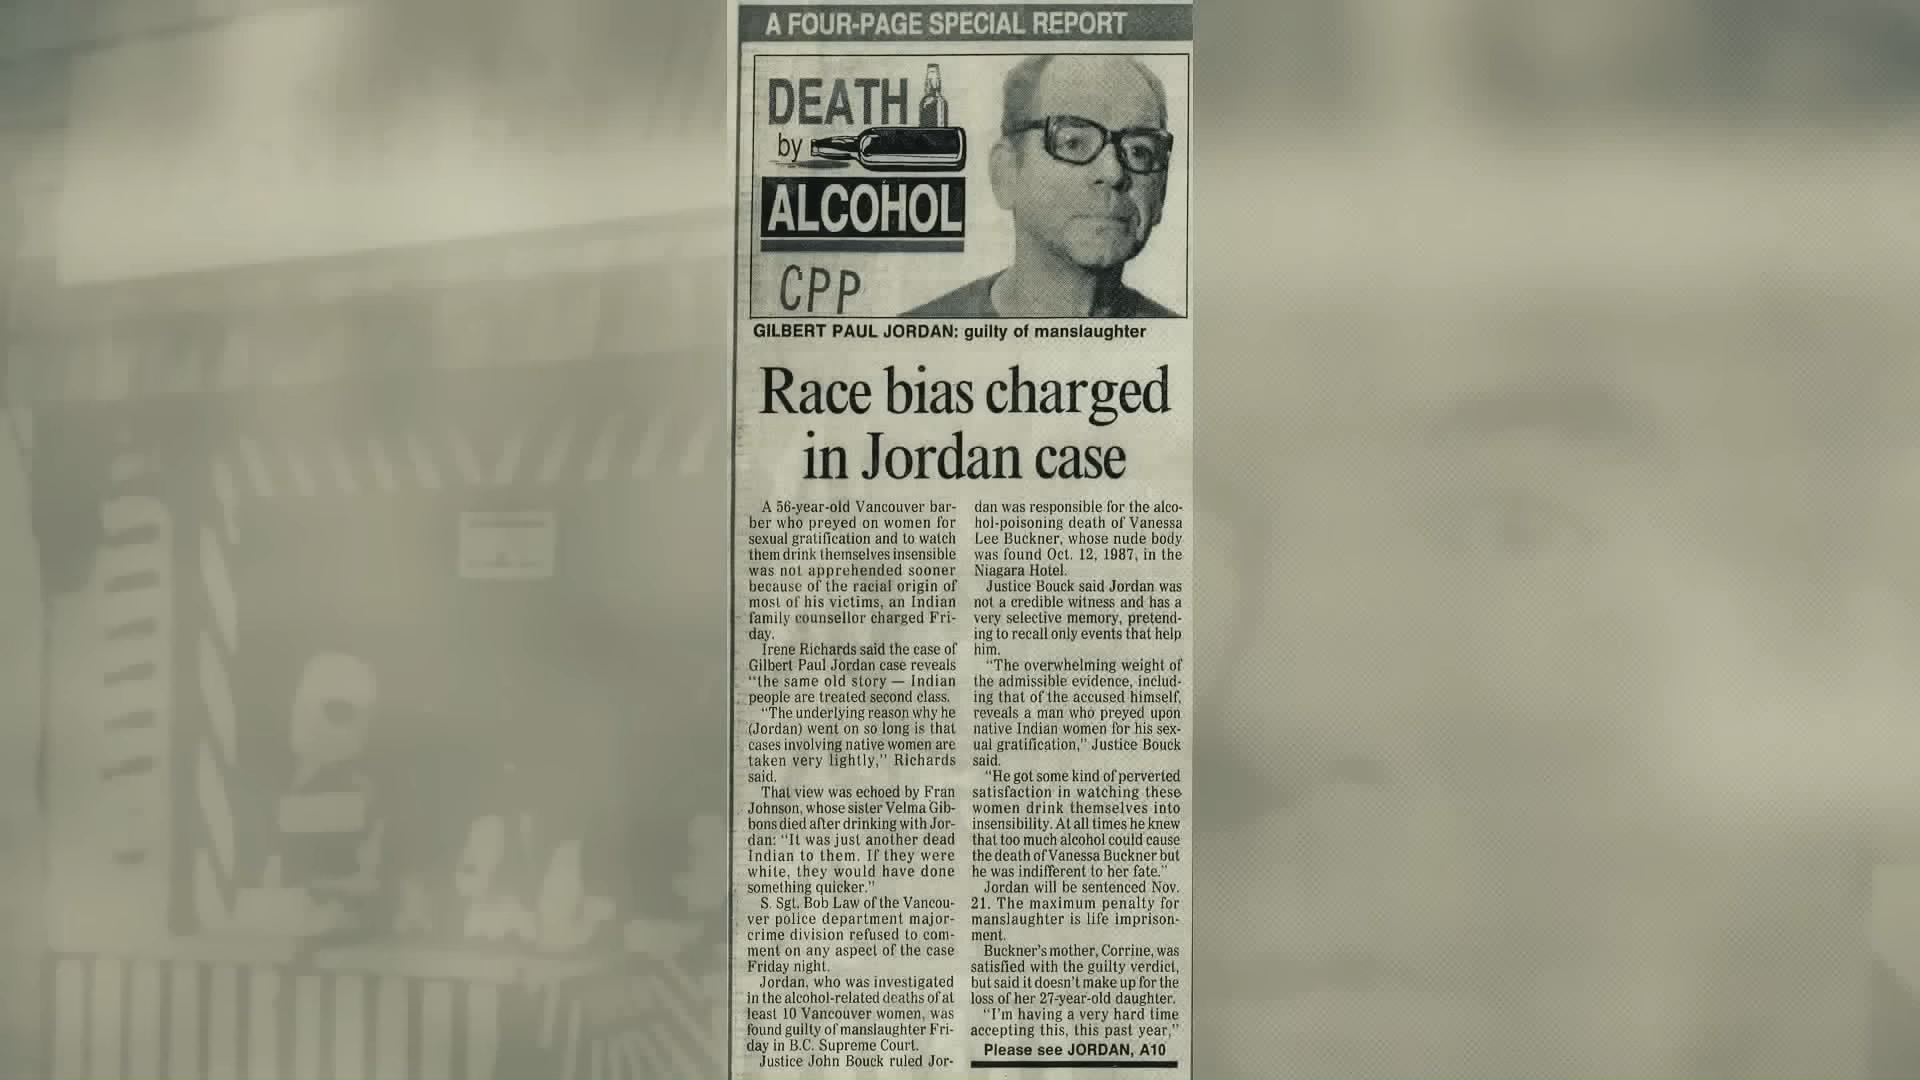 A FOUR-PAGE SPECIAL REPORT
DEATH
by
ALCOHOL
CPP
GILBERT PAUL JORDAN: guilty of manslaughter
Race bias charged
in Jordan case
A 56-year-old Vancouver bar-
ber who preyed on women for
sexual gratification and to watch
them drink themselves insensible
was not apprehended sooner
because of the racial origin of
most of his victims, an Indian
family counsellor charged Fri-
day.
Irene Richards said the case of
Gilbert Paul Jordan case reveals
"the same old story — Indian
people are treated second class.
"The underlying reason why he
(Jordan) went on so long is that
cases involving native women are
taken very lightly," Richards
said.
That view was echoed by Fran
Johnson, whose sister Velma Gib-
bons died after drinking with Jor-
dan: "It was just another dead
Indian to them. If they were
white, they would have done
something quicker."
S. Sgt. Bob Law of the Vancou-
ver police department major-
crime division refused to com-
ment on any aspect of the case
Friday night.
Jordan, who was investigated
in the alcohol-related deaths of at
least 10 Vancouver women, was
found guilty of manslaughter Fri-
day in B.C. Supreme Court.
Justice John Bouck ruled Jor-
dan was responsible for the alco-
hol-poisoning death of Vanessa
Lee Buckner, whose nude body
was found Oct. 12, 1987, in the
Niagara Hotel.
Justice Bouck said Jordan was
not a credible witness and has a
very selective memory, pretend-
ing to recall only events that help
him.
"The overwhelming weight of
the admissible evidence, includ-
ing that of the accused himself,
reveals a man who preyed upon
native Indian women for his sex-
ual gratification," Justice Bouck
said.
"He got some kind of perverted
satisfaction in watching these
women drink themselves into
insensibility. At all times he knew
that too much alcohol could cause
the death of Vanessa Buckner but
he was indifferent to her fate."
Jordan will be sentenced Nov.
21. The maximum penalty for
manslaughter is life imprison-
ment.
Buckner's mother, Corrine, was
satisfied with the guilty verdict,
but said it doesn't make up for the
loss of her 27-year-old daughter.
"I'm having a very hard time
accepting this, this past year,"
Please see JORDAN, A10